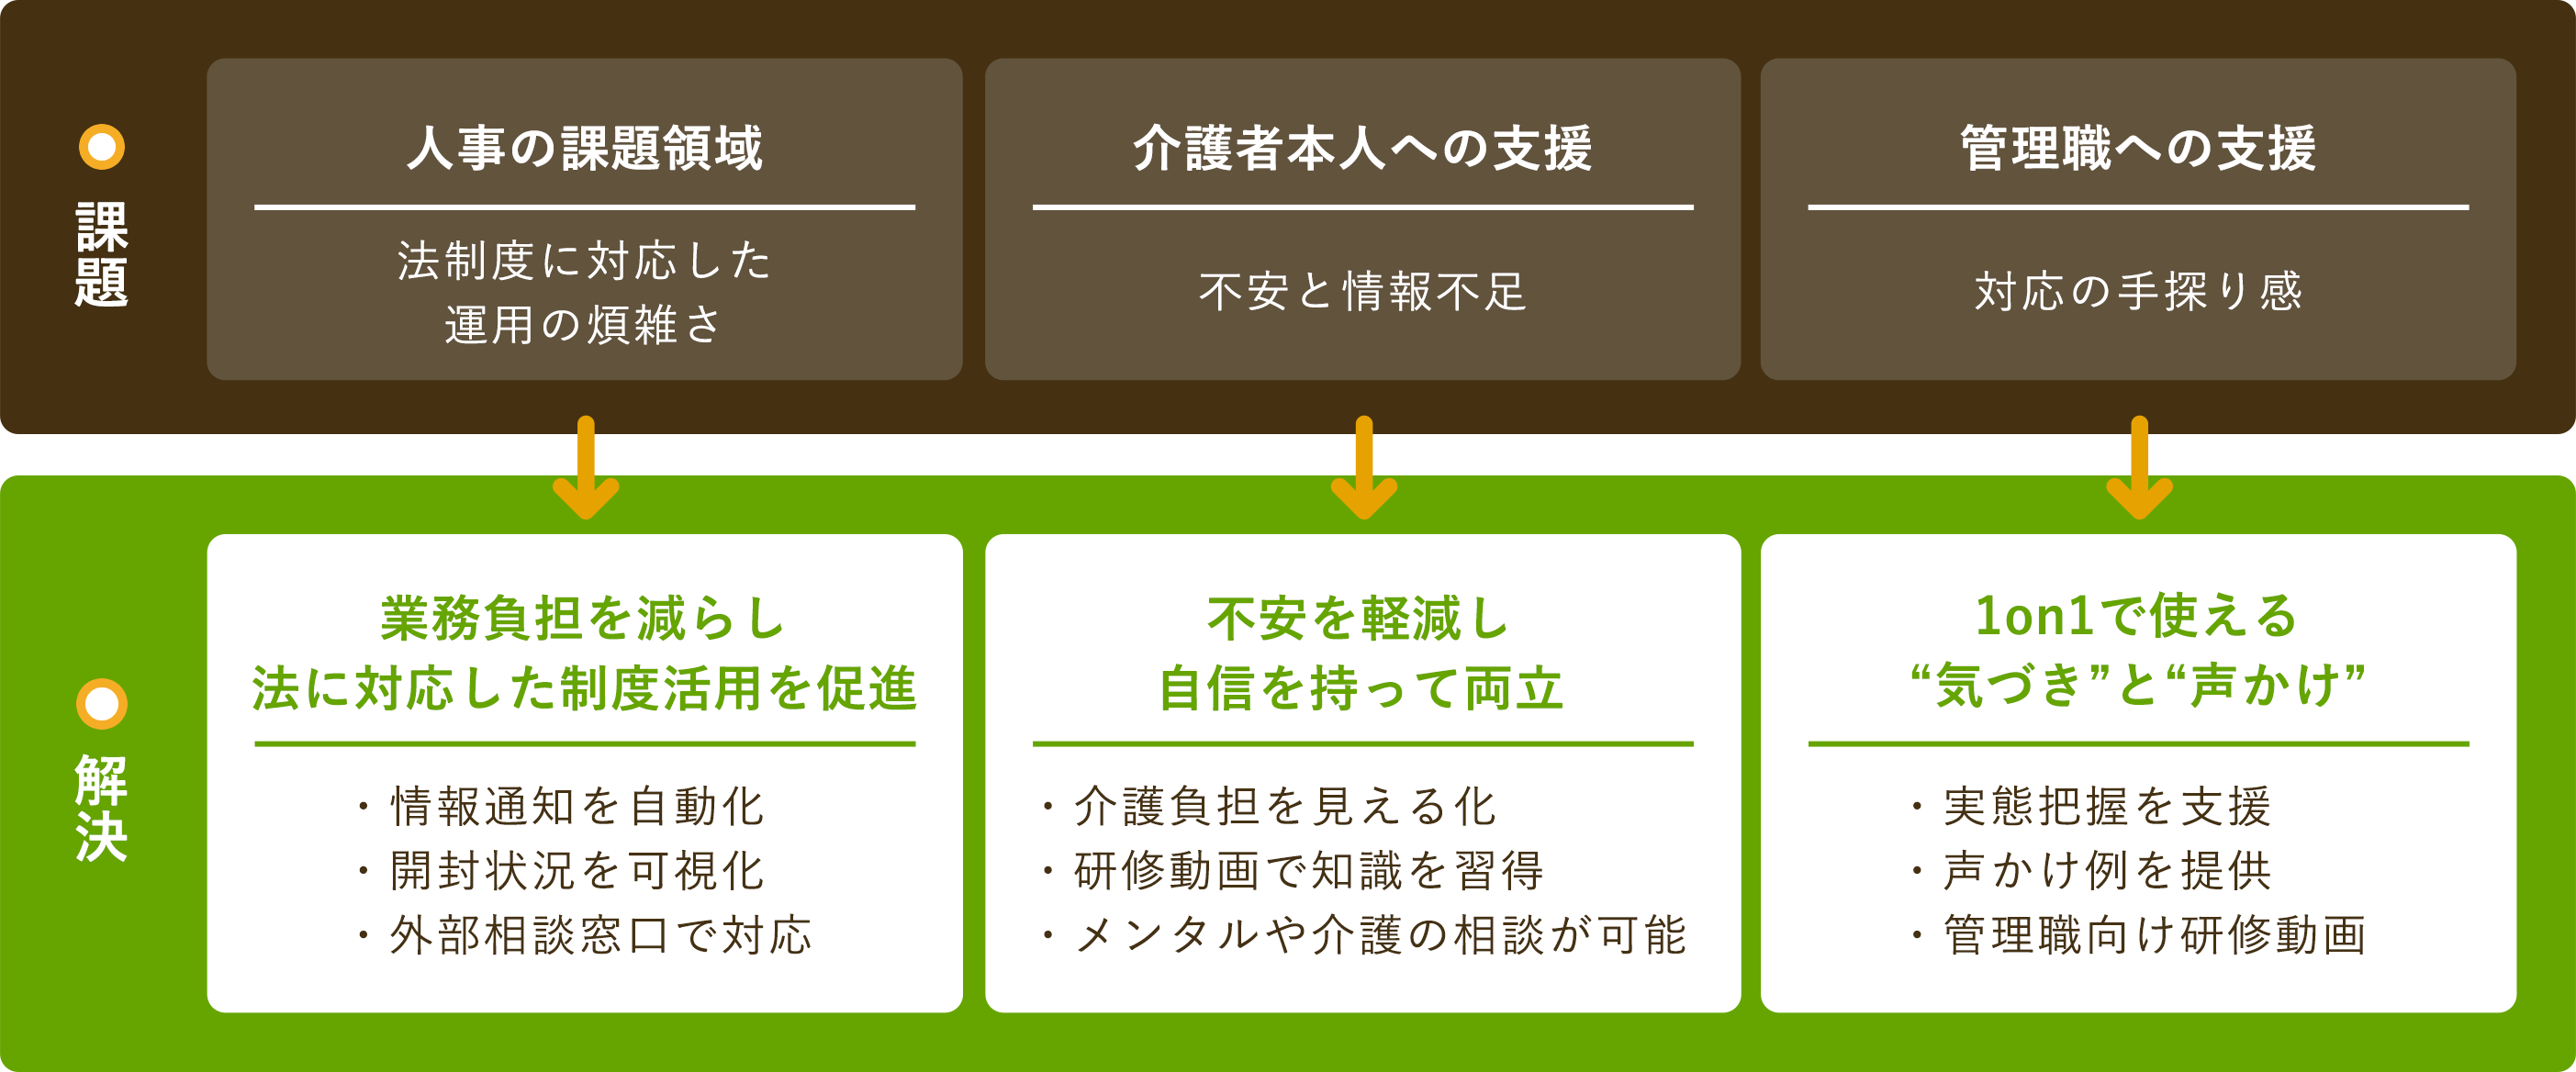 課題
人事の課題領域
法制度に対応した
運用の煩雑さ
介護者本人への支援
不安と情報不足
管理職への支援
対応の手探り感
解決
業務負担を減らし
法に対応した制度活用を促進
・情報通知を自動化
・開封状況を可視化
・外部相談窓口で対応
不安を軽減し
自信を持って両立
・介護負担を見える化
・研修動画で知識を習得
・メンタルや介護の相談が可能
1on1で使える
“気づき”と“声かけ”
・実態把握を支援
・声かけ例を提供
・管理職向け研修動画